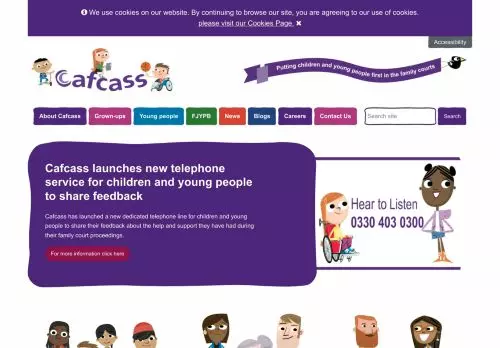 We use cookies on our website. By continuing to browse our site, you are agreeing to our use of cookies.
please visit our Cookies Page.
Accessibility
Cafcass
Putting children and young people first in the family courts
About Cafcass
Grown-ups
Young people
FJYPB
News
Blogs
Careers
Contact Us
Search site
Search
Cafcass launches new telephone
service for children and young people
to share feedback
Cafcass has launched a new dedicated telephone line for children and young
people to share their feedback about the help and support they have had during
their family court proceedings.
For more information click here
Hear to Listen
0330 403 0300